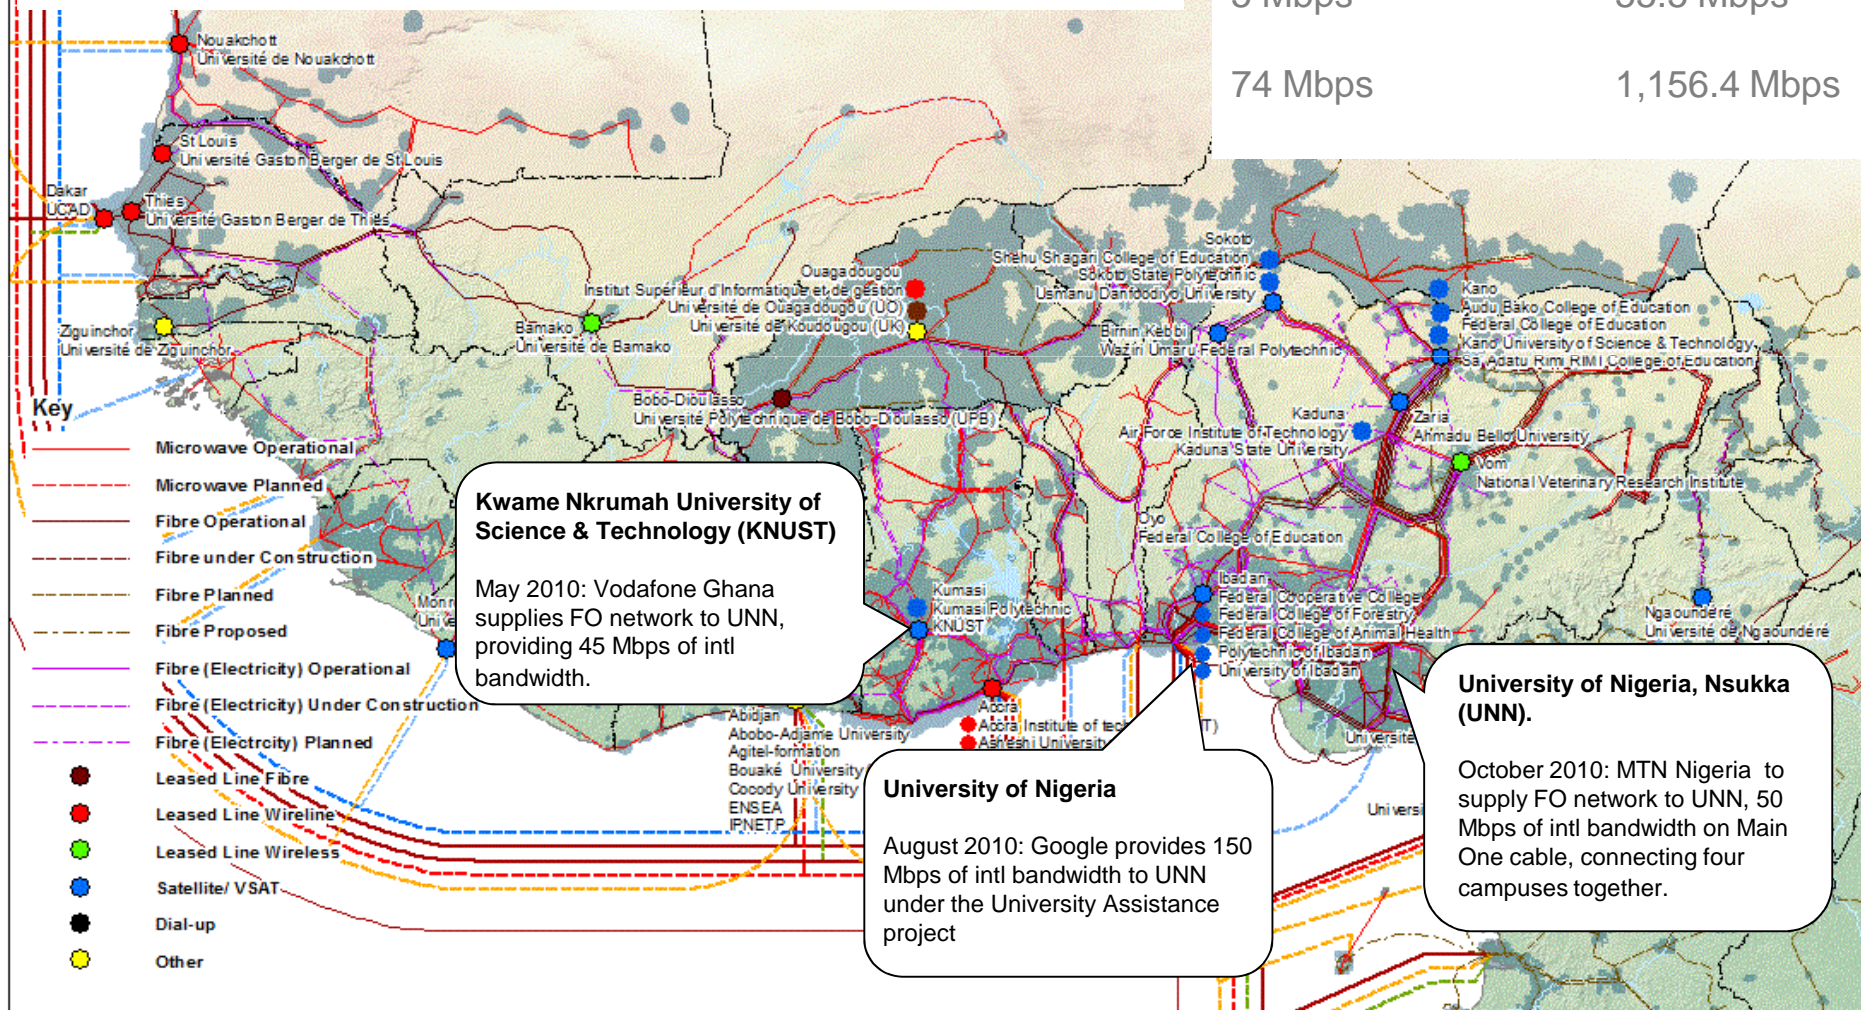 74 Mbps
1,156.4 Mbps
Nouakchott
Université de Nouakchott
St Louis
Université Gaston Berger de St Louis
Dakar
UCAD
Thies
Université Gaston Berger de Thiés
Ziguinchor
Université de Ziguinchor
Bamako
Université de Bamako
Ouagadougou
Institut Supérieur d'Informatique et de gestion
Université de Ouagadougou (UO)
Université de Koudougou (UK)
Bobo-Dioulasso
Université Polytechnique de Bobo-Dioulasso (UPB)
Sokoto
Shehu Shagari College of Education
Sokoto State Polytechnic
Usmanu Danfoodiyo University
Birnin Kebbi
Waziri Umaru Federal Polytechnic
Kano
Audu Bako College of Education
Federal College of Education
Kano University of Science & Technology
Sa'Adatu Rimi RIMI College of Education
Kaduna
Air Force Institute of Technology
Kaduna State University
Zaria
Ahmadu Bello University
Vom
National Veterinary Research Institute
Oyo
Federal College of Education
Ibadan
Federal Cooperative College
Federal College of Forestry
Federal College of Animal Health
Polytechnic of Ibadan
University of Ibadan
Ngaoundéré
Université de Ngaoundéré
Kumasi
Kumasi Polytechnic
KNUST
Accra
Accra Institute of
Asheshi University
Abidjan
Abobo-Adjame University
Agitel-formation
Bouaké University
Cocody University
ENSEA
IPNETP
Key
Microwave Operational
Microwave Planned
Fibre Operational
Fibre under Construction
Fibre Planned
Fibre Proposed
Fibre (Electricity) Operational
Fibre (Electricity) Under Construction
Fibre (Electrcity) Planned
Leased Line Fibre
Leased Line Wireline
Leased Line Wireless
Satellite/ VSAT
Dial-up
Other
Kwame Nkrumah University of
Science & Technology (KNUST)
May 2010: Vodafone Ghana
supplies FO network to UNN,
providing 45 Mbps of intl
bandwidth.
University of Nigeria
August 2010: Google provides 150
Mbps of intl bandwidth to UNN
under the University Assistance
project
University of Nigeria, Nsukka
(UNN).
October 2010: MTN Nigeria to
supply FO network to UNN, 50
Mbps of intl bandwidth on Main
One cable, connecting four
campuses together.